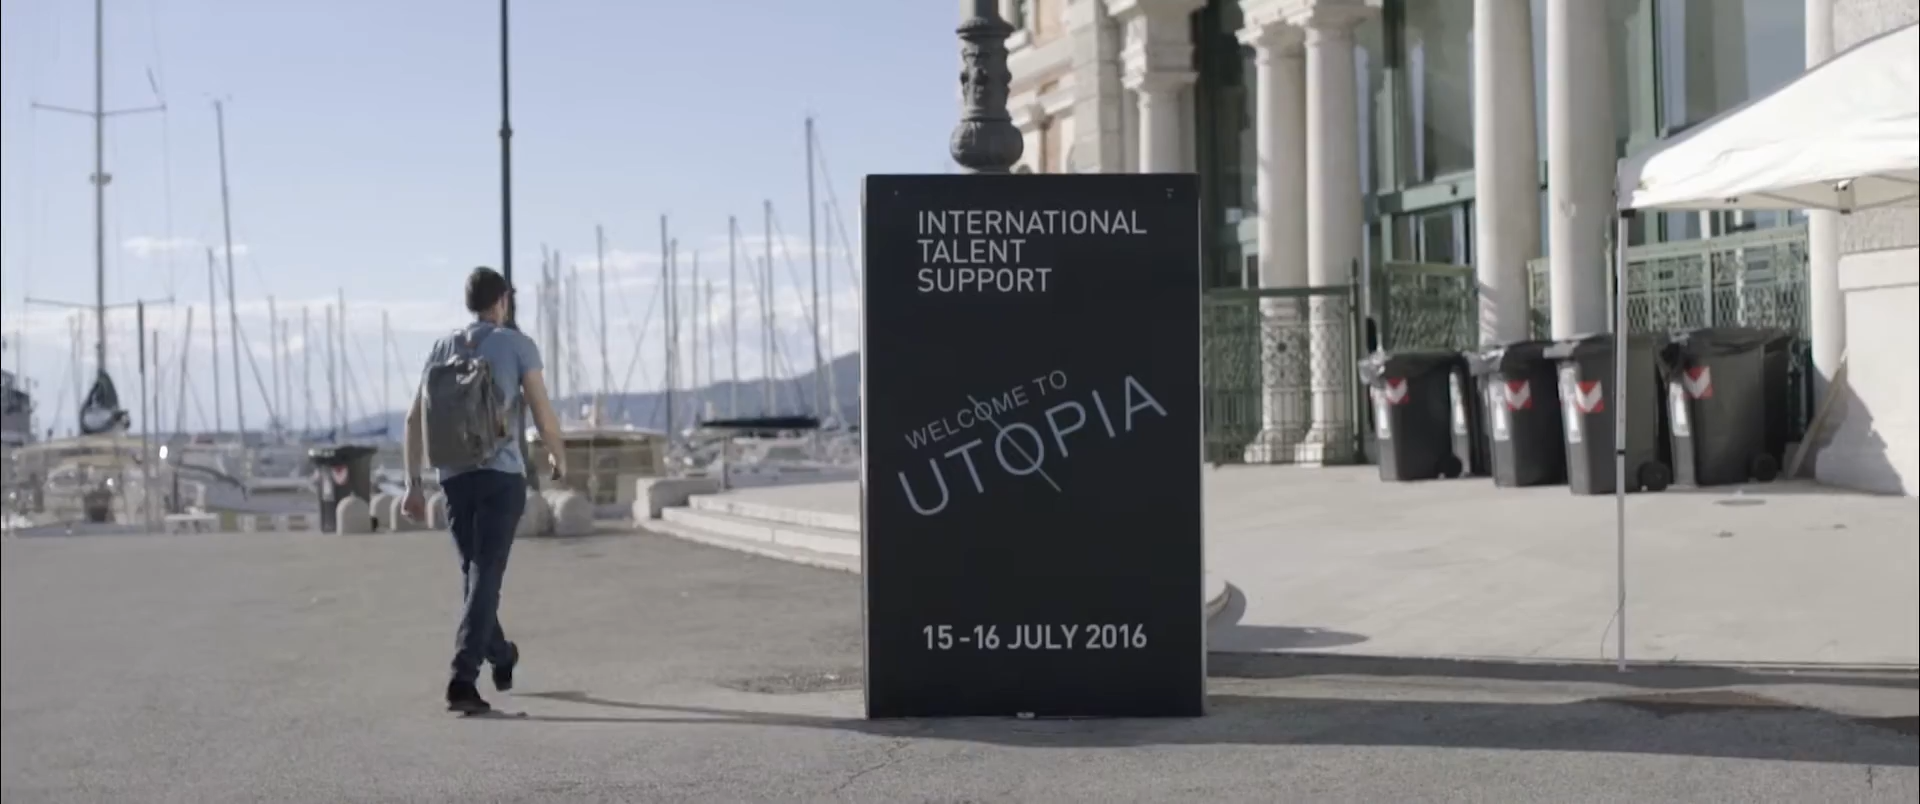 INTERNATIONAL
TALENT
SUPPORT
WELCOME TO
UTOPIA
15-16 JULY 2016